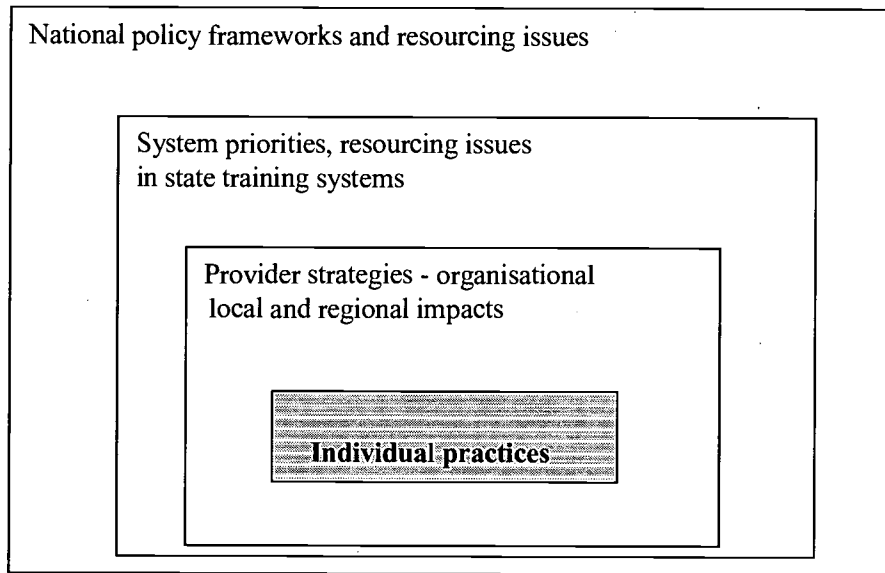 National policy frameworks and resourcing issues
System priorities, resourcing issues
in state training systems
Provider strategies - organisational
local and regional impacts
Individual practices